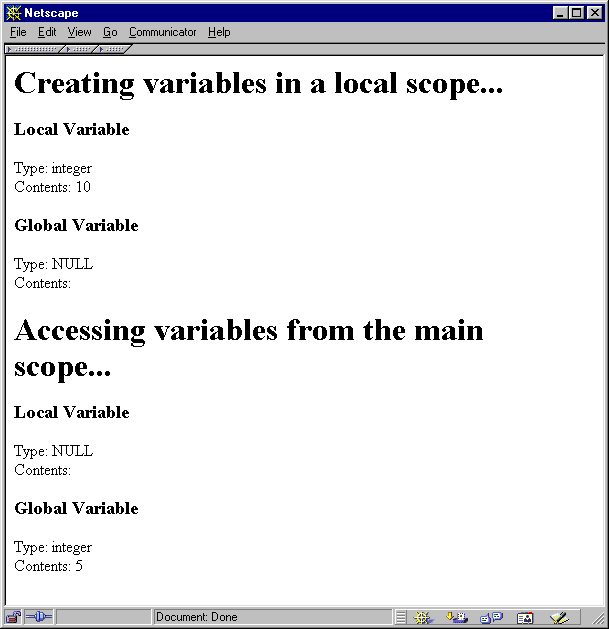 Netscape
File Edit View Go Communicator Help
Creating variables in a local scope...
Local Variable
Type: integer
Contents: 10
Global Variable
Type: NULL
Contents:
Accessing variables from the main
scope...
Local Variable
Type: NULL
Contents:
Global Variable
Type: integer
Contents: 5
Document: Done